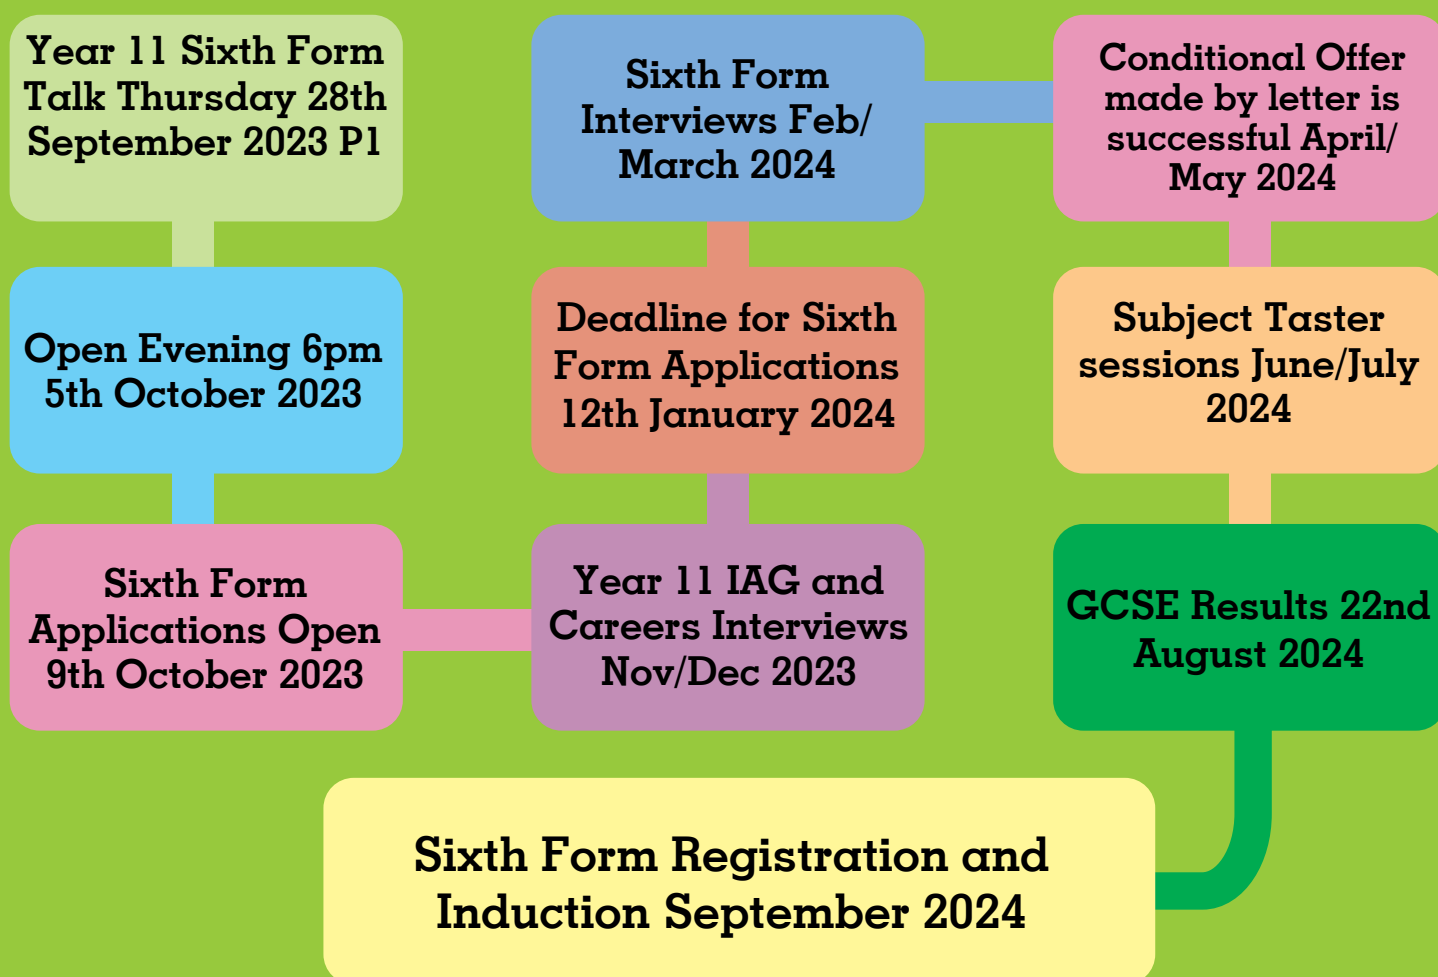 Year 11 Sixth Form
Talk Thursday 28th
September 2023 P1
Open Evening 6pm
5th October 2023
Sixth Form
Applications Open
9th October 2023
Year 11 IAG and
Careers Interviews
Nov/Dec 2023
Deadline for Sixth
Form Applications
12th January 2024
Sixth Form
Interviews Feb/
March 2024
Conditional Offer
made by letter is
successful April/
May 2024
Subject Taster
sessions June/July
2024
GCSE Results 22nd
August 2024
Sixth Form Registration and
Induction September 2024